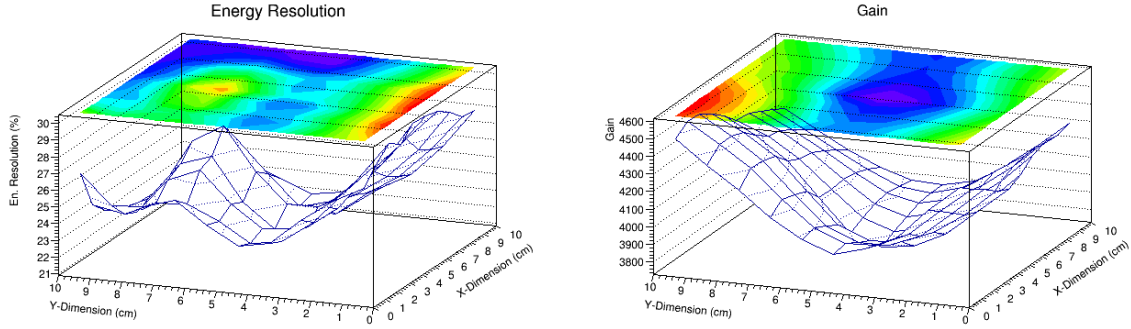 Energy Resolution
En. Resolution (%)
30
29
28
27
26
25
24
23
22
21
10 9 8 7 6 5 4 3 2 1 0
Y-Dimension (cm)
0 1 2 3 4 5 6 7 8 9 10
X-Dimension (cm)
Gain
Gain
4600
4500
4400
4300
4200
4100
4000
3900
3800
10 9 8 7 6 5 4 3 2 1 0
Y-Dimension (cm)
0 1 2 3 4 5 6 7 8 9 10
X-Dimension (cm)